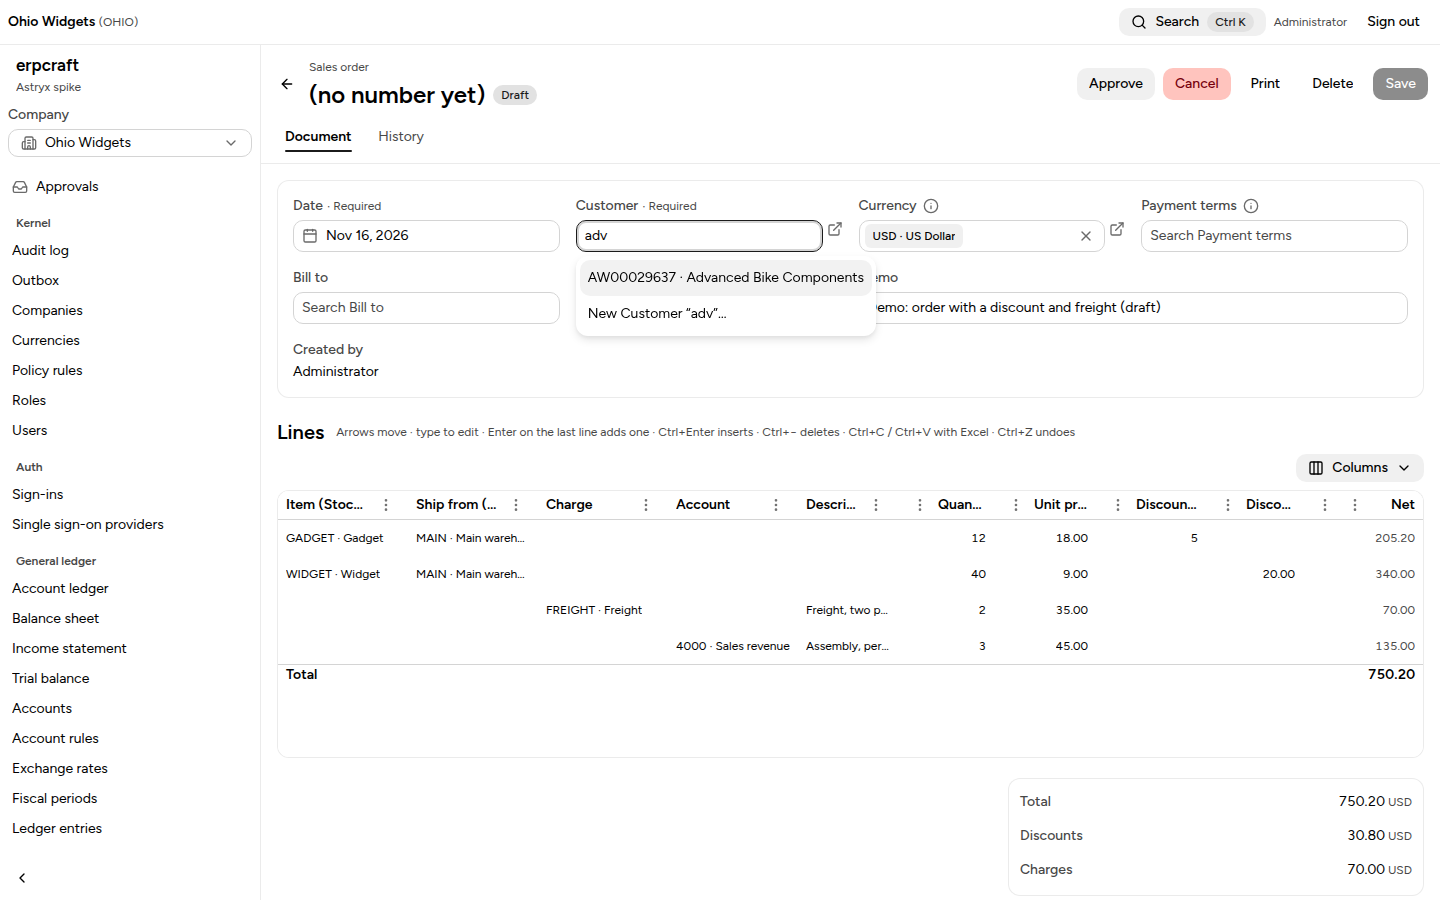 Ohio Widgets (OHIO)
Search Ctrl K
Administrator
Sign out
erpcraft
Astryx spike
Company
Ohio Widgets
Approvals
Kernel
Audit log
Outbox
Companies
Currencies
Policy rules
Roles
Users
Auth
Sign-ins
Single sign-on providers
General ledger
Account ledger
Balance sheet
Income statement
Trial balance
Accounts
Account rules
Exchange rates
Fiscal periods
Ledger entries
Sales order
(no number yet) Draft
Approve Cancel Print Delete Save
Document History
Date · Required
Nov 16, 2026
Customer · Required
adv
AW00029637 · Advanced Bike Components
New Customer “adv”...
Currency
USD · US Dollar
Payment terms
Search Payment terms
Bill to
Search Bill to
emo: order with a discount and freight (draft)
Created by
Administrator
Lines Arrows move · type to edit · Enter on the last line adds one · Ctrl+Enter inserts · Ctrl+− deletes · Ctrl+C / Ctrl+V with Excel · Ctrl+Z undoes
Columns
Item (Stoc... Ship from (... Charge Account Descri... Quan... Unit pr... Discoun... Disco... Net
GADGET · Gadget MAIN · Main wareh... 12 18.00 5 205.20
WIDGET · Widget MAIN · Main wareh... 40 9.00 20.00 340.00
FREIGHT · Freight Freight, two p... 2 35.00 70.00
4000 · Sales revenue Assembly, per... 3 45.00 135.00
Total 750.20
Total 750.20 USD
Discounts 30.80 USD
Charges 70.00 USD